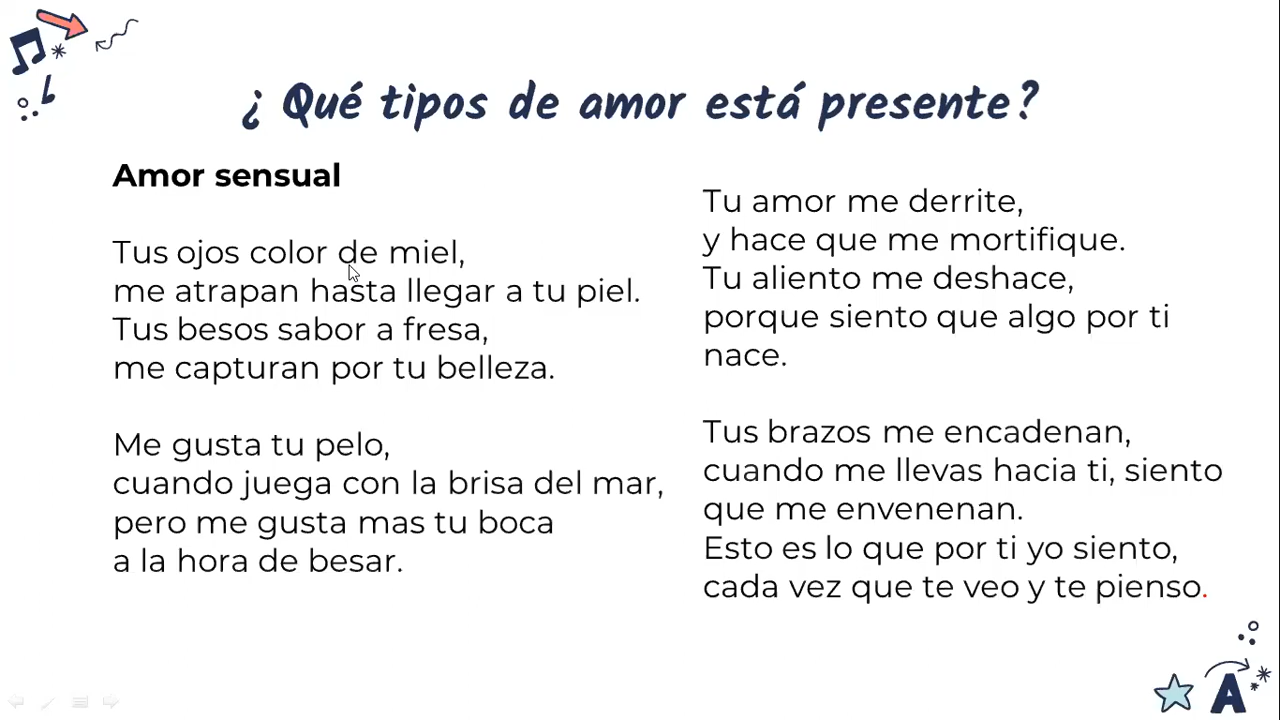 ¿ Qué tipos de amor está presente?
Amor sensual
Tus ojos color de miel,
me atrapan hasta llegar a tu piel.
Tus besos sabor a fresa,
me capturan por tu belleza.
Me gusta tu pelo,
cuando juega con la brisa del mar,
pero me gusta mas tu boca
a la hora de besar.
Tu amor me derrite,
y hace que me mortifique.
Tu aliento me deshace,
porque siento que algo por ti
nace.
Tus brazos me encadenan,
cuando me llevas hacia ti, siento
que me envenenan.
Esto es lo que por ti yo siento,
cada vez que te veo y te pienso.
A